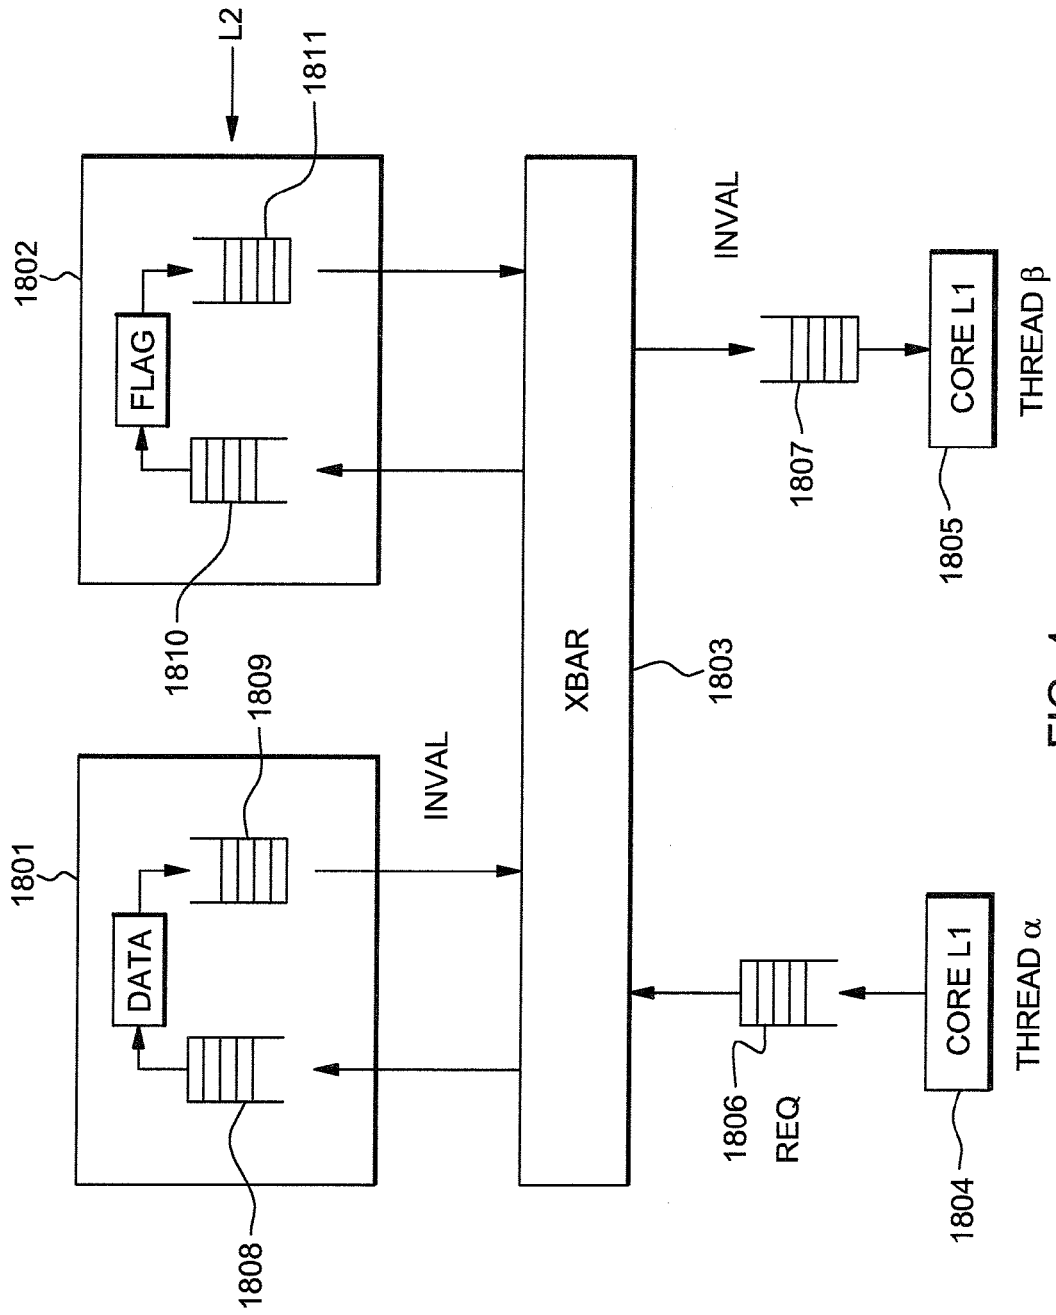 1801
1802
DATA
FLAG
1808
1809
1810
1811
L2
INVAL
XBAR
1803
INVAL
1806
REQ
1807
CORE L1
CORE L1
1804
1805
THREAD α
THREAD β